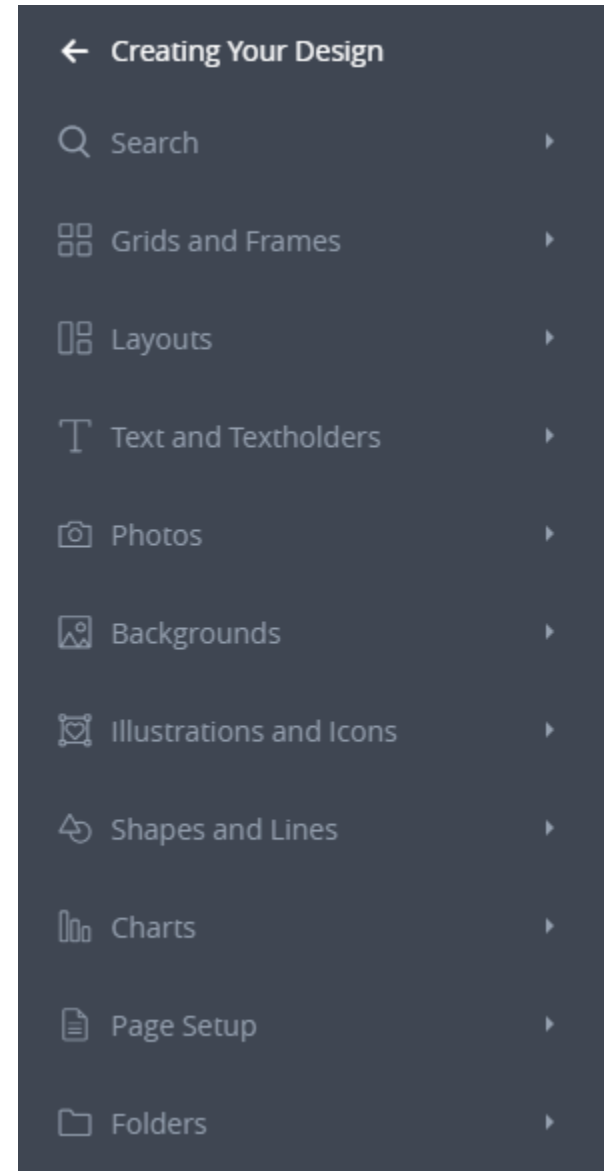 Creating Your Design
Search
Grids and Frames
Layouts
Text and Textholders
Photos
Backgrounds
Illustrations and Icons
Shapes and Lines
Charts
Page Setup
Folders